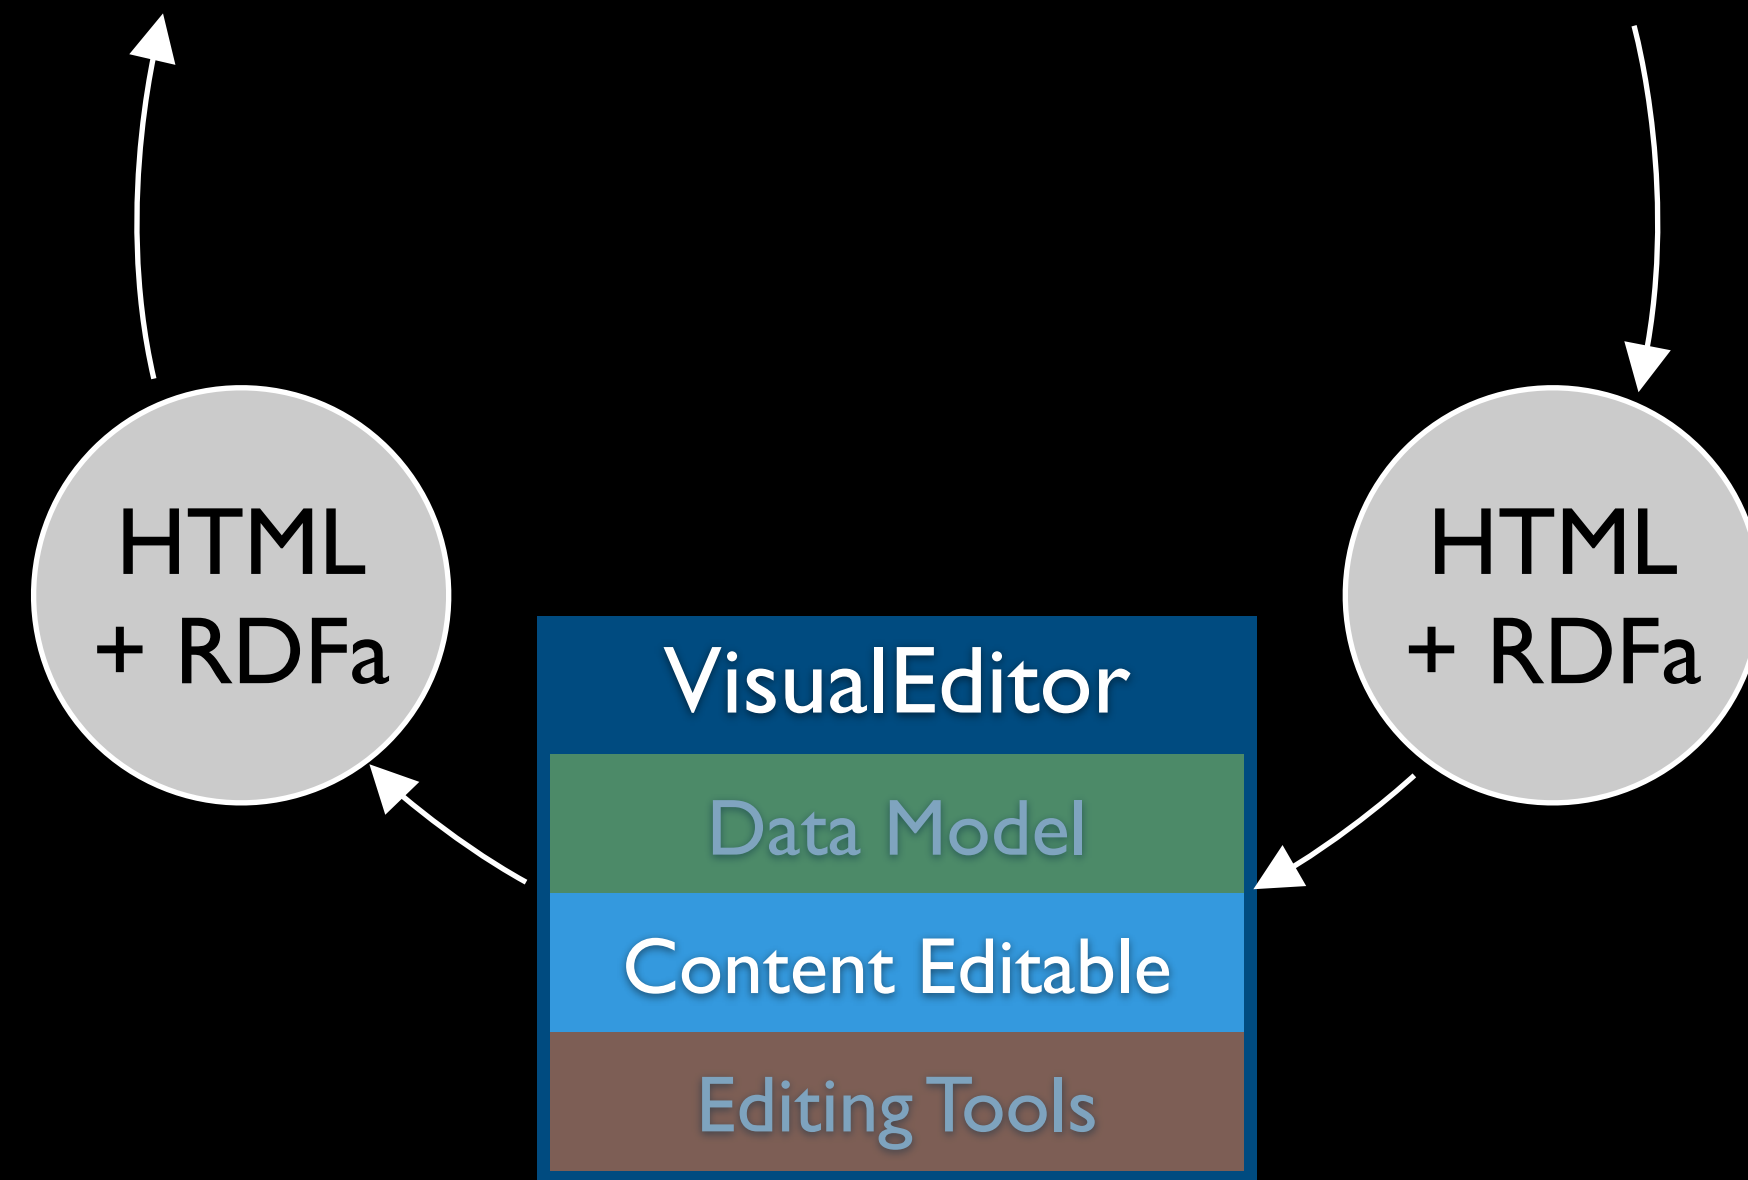 HTML
+ RDFa
VisualEditor
Data Model
Content Editable
Editing Tools
HTML
+ RDFa